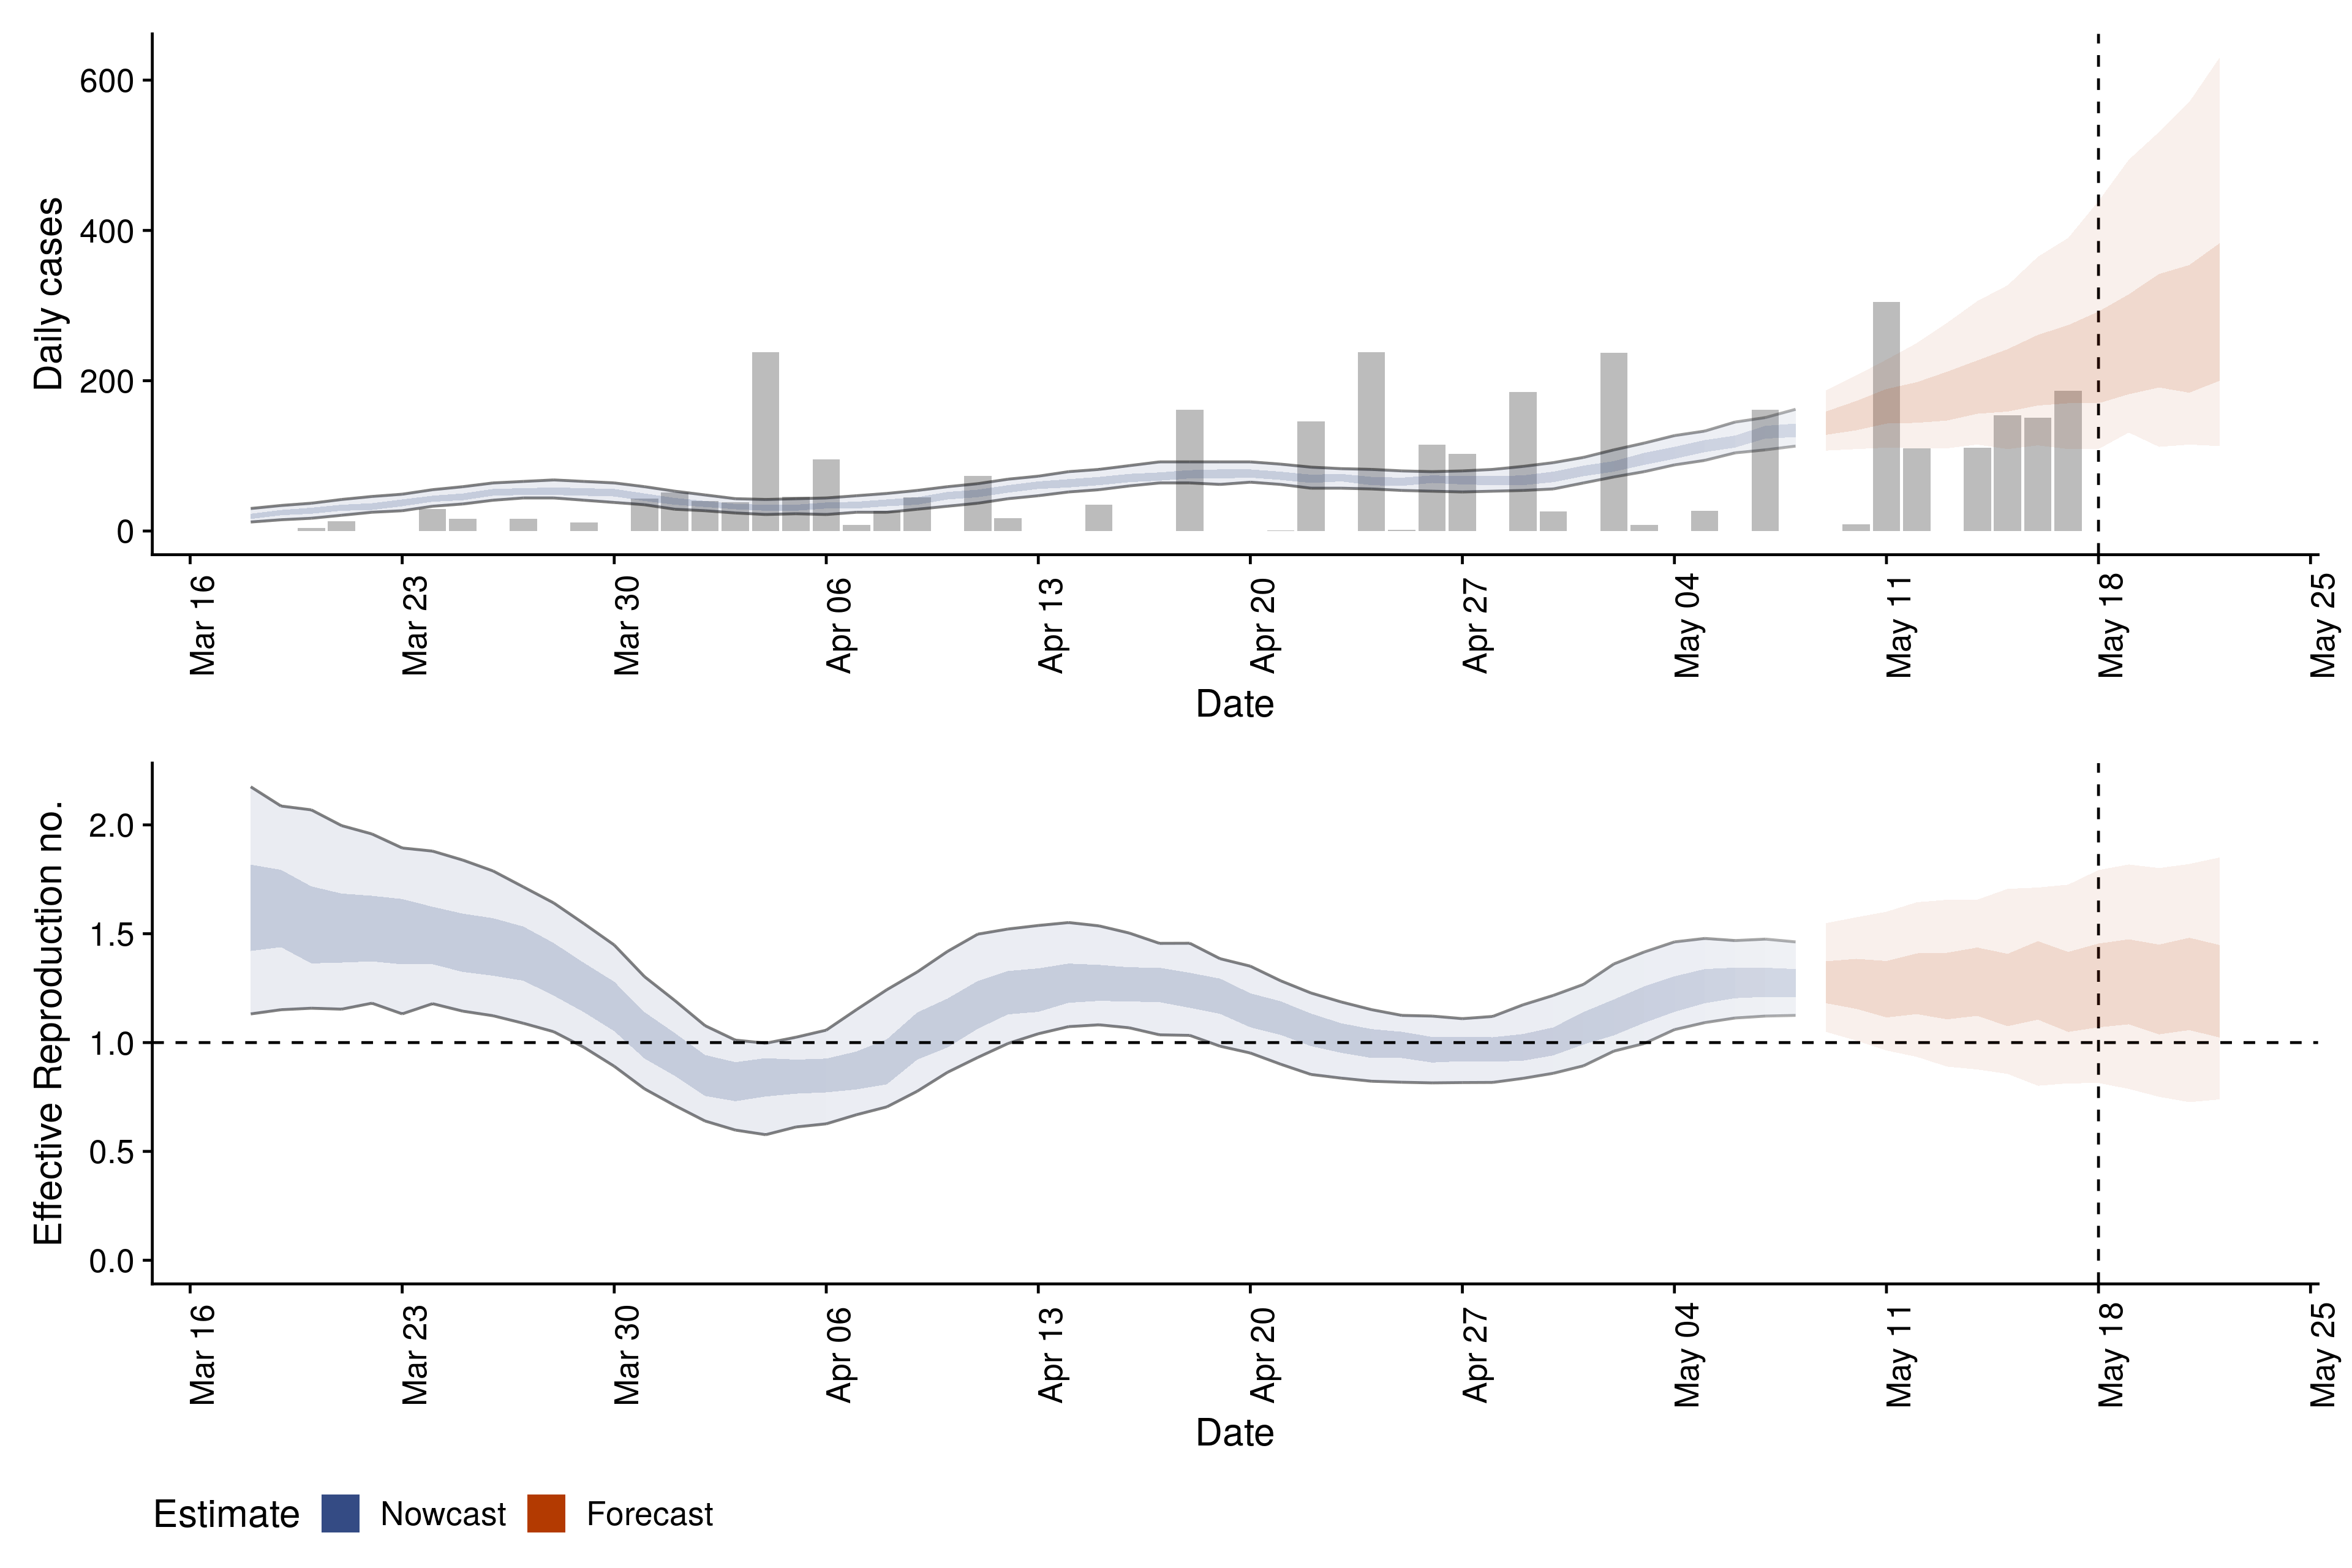 Daily cases
600
400
200
0
Mar 16
Mar 23
Mar 30
Apr 06
Apr 13
Apr 20
Apr 27
May 04
May 11
May 18
May 25
Date
Effective Reproduction no.
2.0
1.5
1.0
0.5
0.0
Mar 16
Mar 23
Mar 30
Apr 06
Apr 13
Apr 20
Apr 27
May 04
May 11
May 18
May 25
Date
Estimate Nowcast Forecast